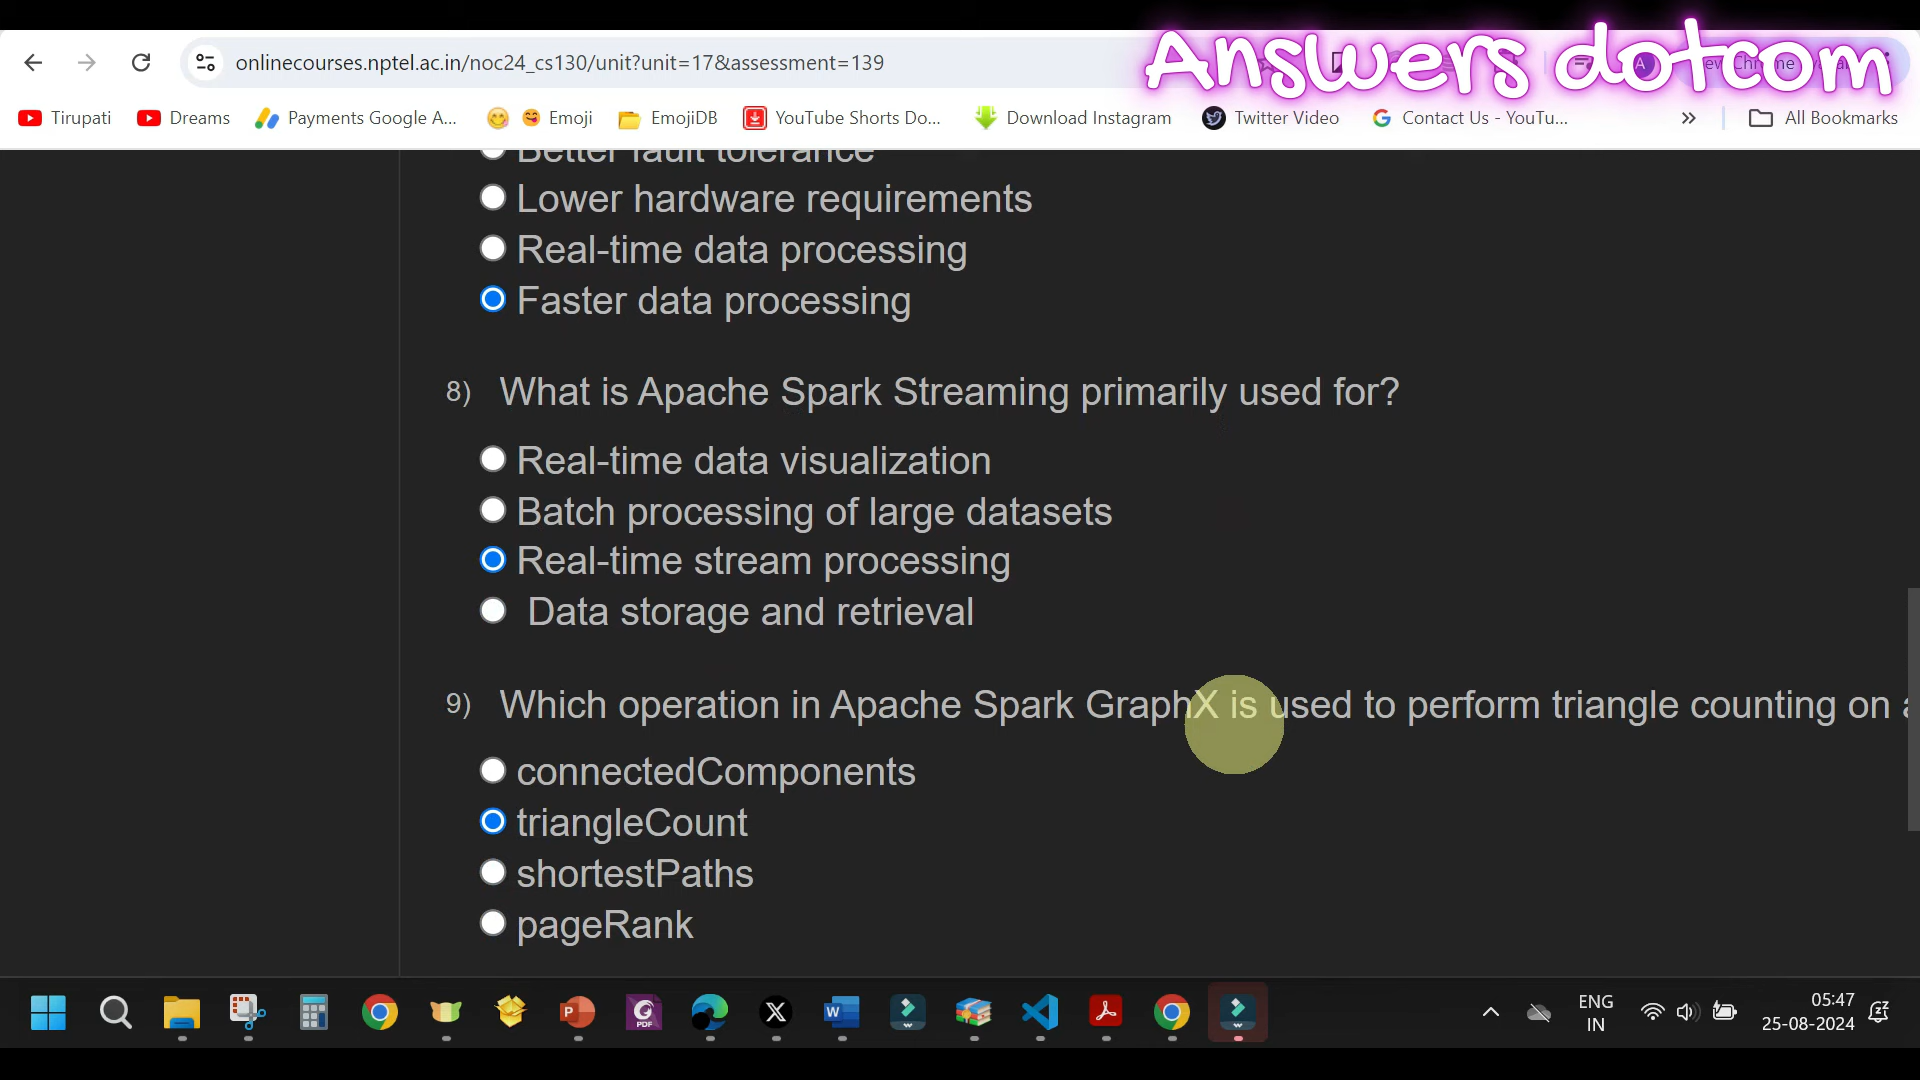 Answers dotcom
onlinecourses.nptel.ac.in/noc24_cs130/unit?unit=17&assessment=139
Tirupati
Dreams
Payments Google A...
Emoji
EmojiDB
YouTube Shorts Do...
Download Instagram
Twitter Video
Contact Us - YouTu...
All Bookmarks
Better fault tolerance
Lower hardware requirements
Real-time data processing
Faster data processing
8) What is Apache Spark Streaming primarily used for?
Real-time data visualization
Batch processing of large datasets
Real-time stream processing
Data storage and retrieval
9) Which operation in Apache Spark GraphX is used to perform triangle counting on
connectedComponents
triangleCount
shortestPaths
pageRank
ENG
IN
05:47
25-08-2024